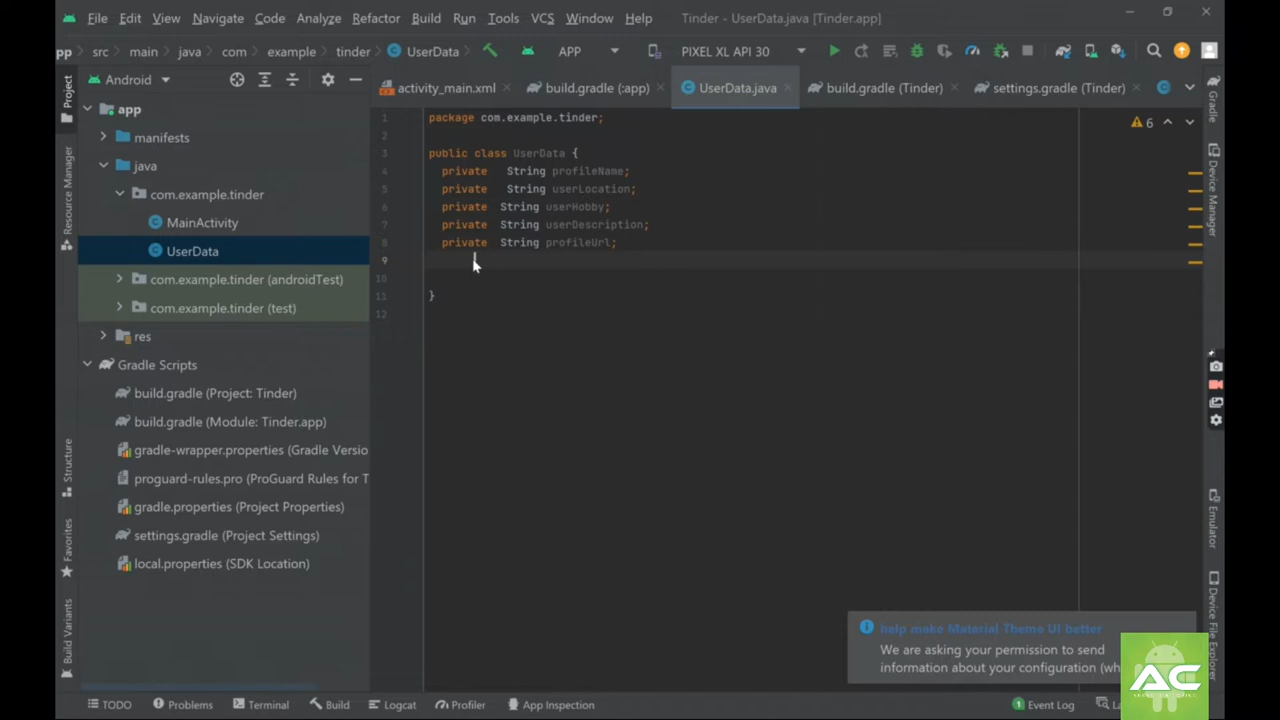 File Edit View Navigate Code Analyze Refactor Build Run Tools VCS Window Help Tinder - UserData.java [Tinder.app]
pp src main java com example tinder UserData APP PIXEL XL API 30
Project
Android
activity_main.xml build.gradle (:app) UserData.java build.gradle (Tinder) settings.gradle (Tinder)
Gradle
app
manifests
java
com.example.tinder
MainActivity
UserData
com.example.tinder (androidTest)
com.example.tinder (test)
res
Gradle Scripts
build.gradle (Project: Tinder)
build.gradle (Module: Tinder.app)
gradle-wrapper.properties (Gradle Versio
proguard-rules.pro (ProGuard Rules for T
gradle.properties (Project Properties)
settings.gradle (Project Settings)
local.properties (SDK Location)
Resource Manager
Structure
Favorites
Build Variants
6
1 package com.example.tinder;
2
3 public class UserData {
4 private String profileName;
5 private String userLocation;
6 private String userHobby;
7 private String userDescription;
8 private String profileUrl;
9
10
11 }
12
Device Manager
Emulator
Device File Explorer
help make Material Theme UI better
We are asking your permission to send
information about your configuration (wh
AC
TODO Problems Terminal Build Logcat Profiler App Inspection 1 Event Log La